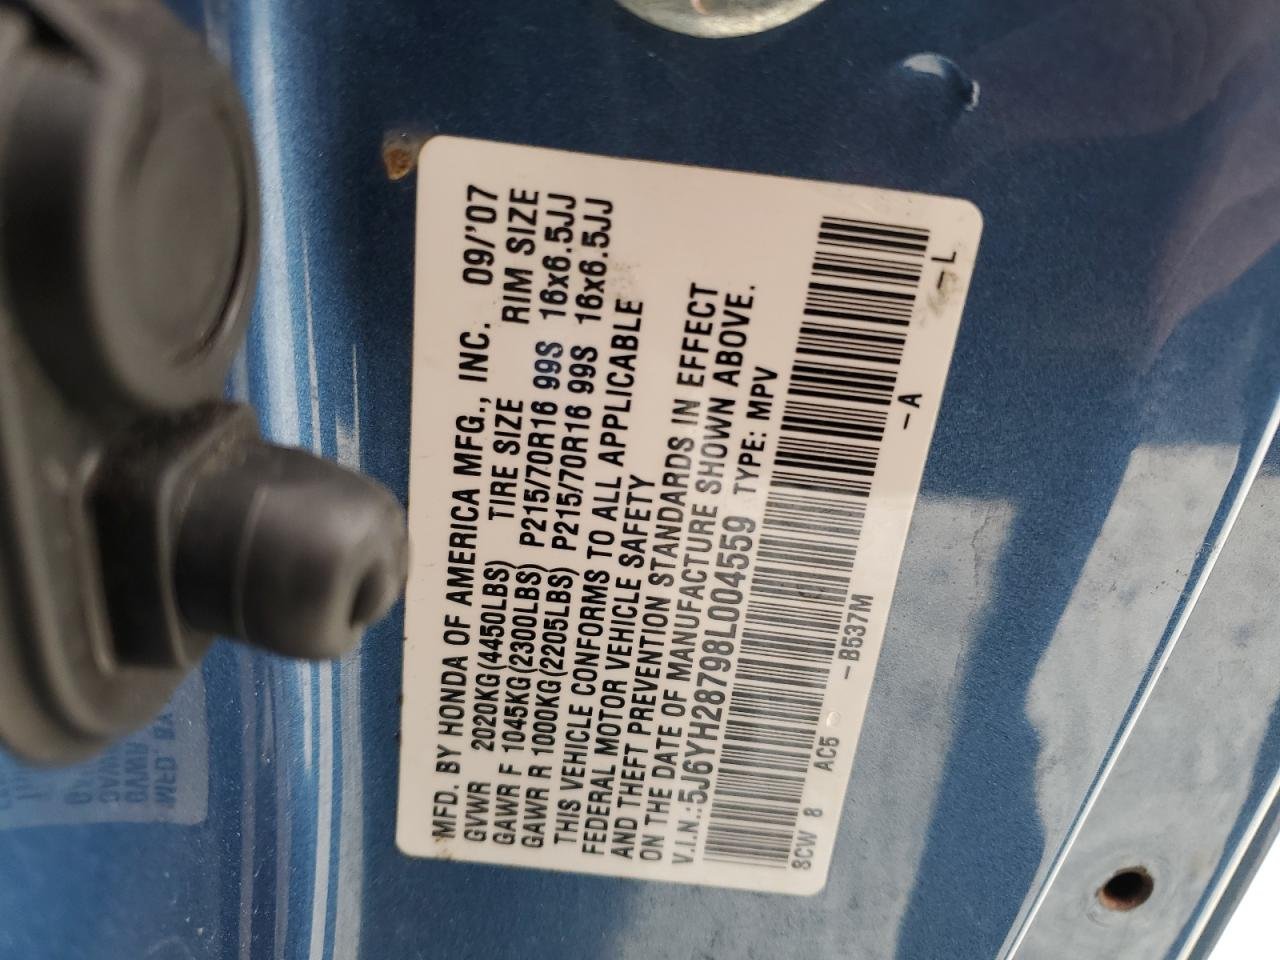 MFD. BY HONDA OF AMERICA MFG., INC. 09/'07
GVWR 2020KG(4450LBS) TIRE SIZE RIM SIZE
GAWR F 1045KG(2300LBS) P215/70R16 99S 16x6.5JJ
GAWR R 1000KG(2205LBS) P215/70R16 99S 16x6.5JJ
THIS VEHICLE CONFORMS TO ALL APPLICABLE
FEDERAL MOTOR VEHICLE SAFETY
AND THEFT PREVENTION STANDARDS IN EFFECT
ON THE DATE OF MANUFACTURE SHOWN ABOVE.
V.I.N.:5J6YH28798L004559 TYPE: MPV
8CW 8 AC5 -B537M -A -L